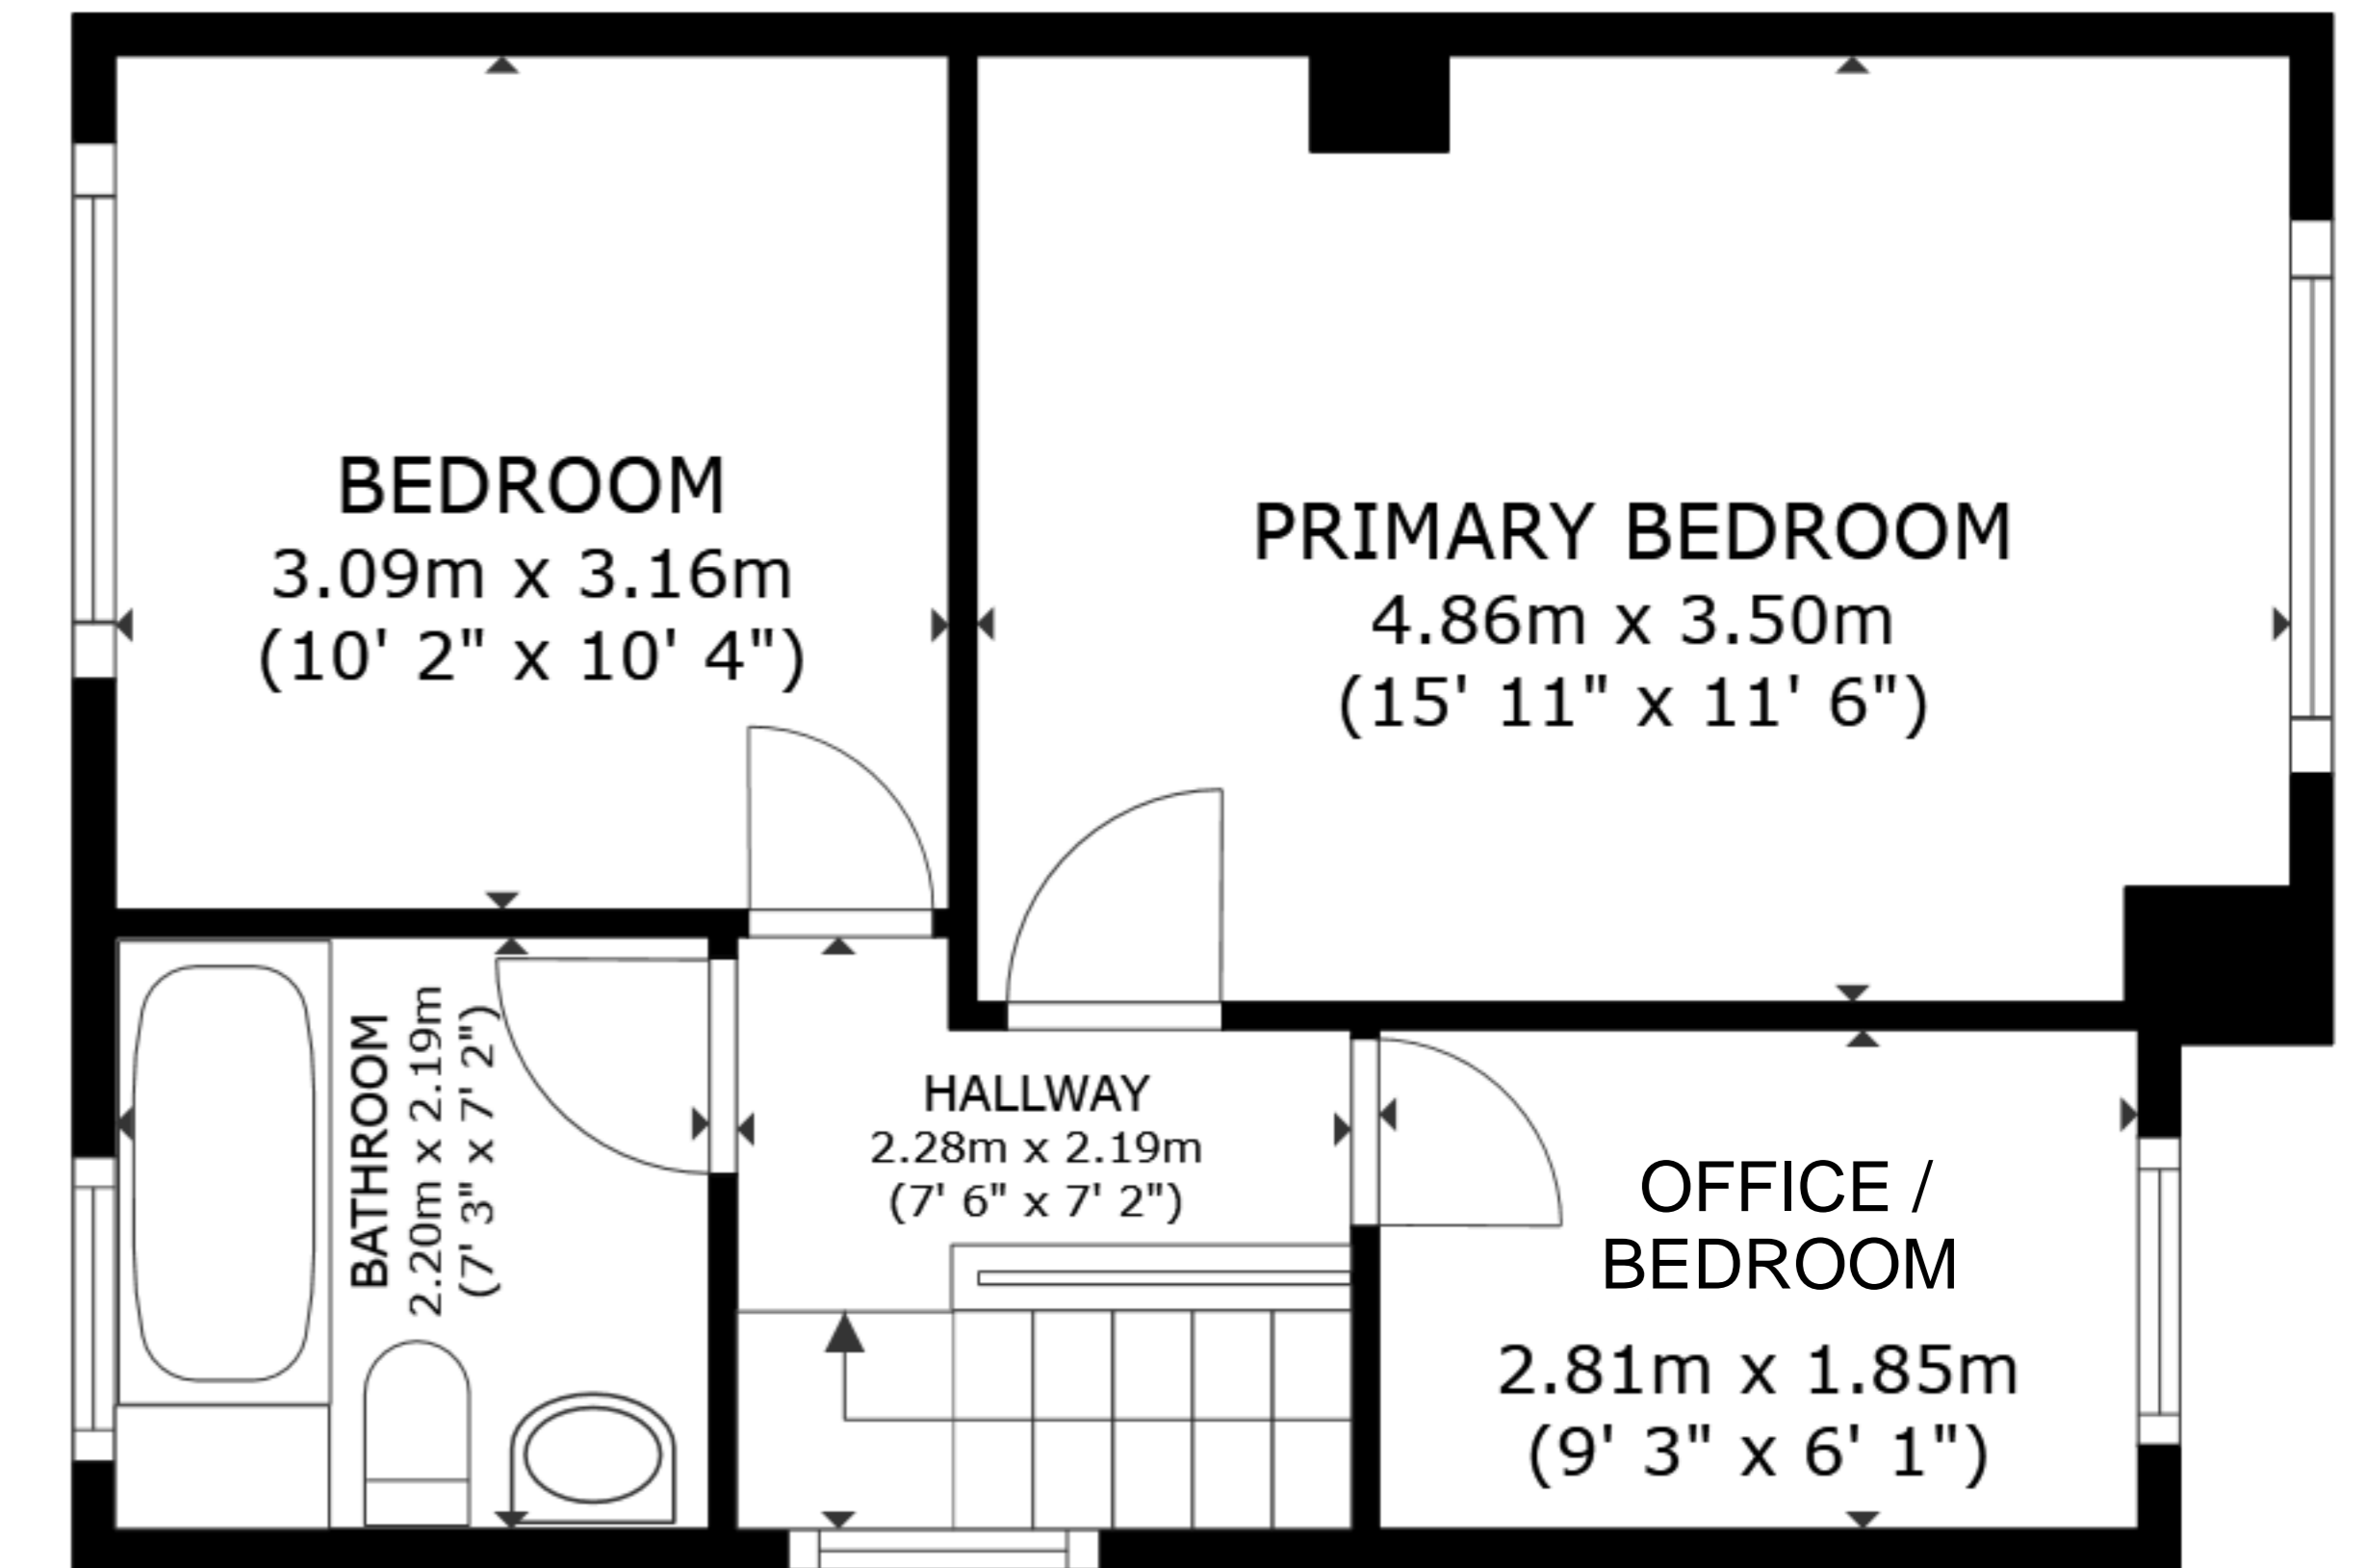 BEDROOM
3.09m x 3.16m
(10' 2" x 10' 4")
PRIMARY BEDROOM
4.86m x 3.50m
(15' 11" x 11' 6")
BATHROOM
2.20m x 2.19m
(7' 3" x 7' 2")
HALLWAY
2.28m x 2.19m
(7' 6" x 7' 2")
OFFICE /
BEDROOM
2.81m x 1.85m
(9' 3" x 6' 1")